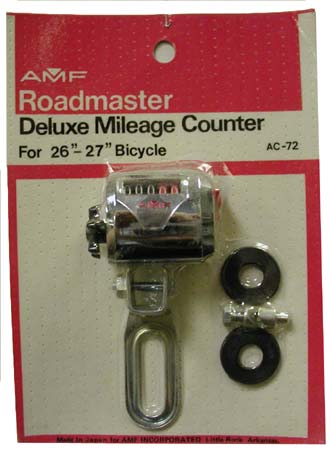 AMF
Roadmaster
Deluxe Mileage Counter
For 26"-27" Bicycle AC-72
Made in Japan for AMF INCORPORATED Little Rock, Arkansas.